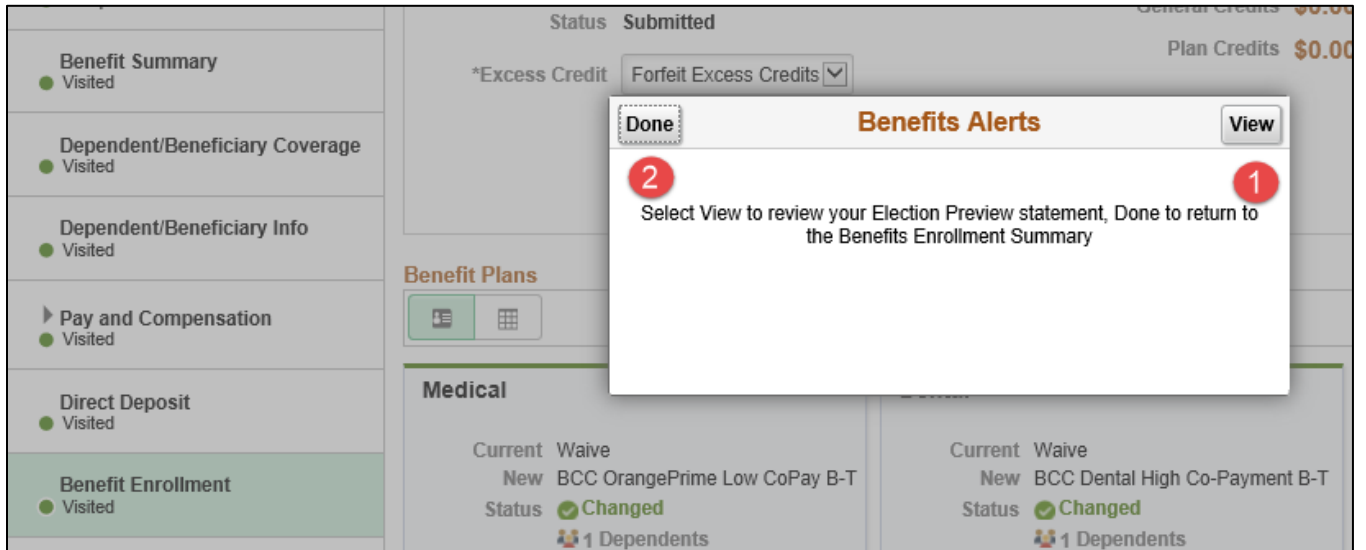 Status Submitted
General Credits $0.00
Plan Credits $0.00
*Excess Credit Forfeit Excess Credits
Benefit Summary
Visited
Dependent/Beneficiary Coverage
Visited
Dependent/Beneficiary Info
Visited
Pay and Compensation
Visited
Direct Deposit
Visited
Benefit Enrollment
Visited
Done
Benefits Alerts
View
2
1
Select View to review your Election Preview statement, Done to return to
the Benefits Enrollment Summary
Benefit Plans
Medical
Current Waive
New BCC OrangePrime Low CoPay B-T
Status Changed
1 Dependents
Current Waive
New BCC Dental High Co-Payment B-T
Status Changed
1 Dependents